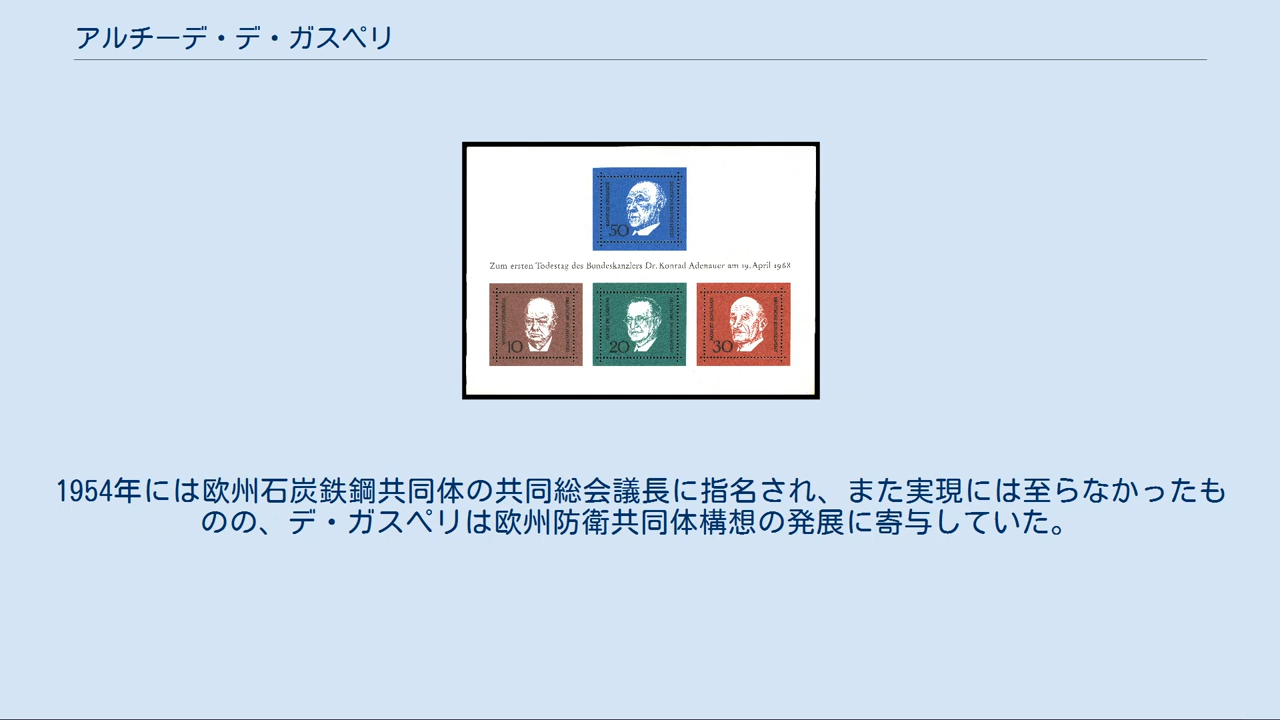 アルチーデ・デ・ガスペリ
50
Zum ersten Todestag des Bundeskanzlers Dr. Konrad Adenauer am 19. April 1968
10
20
30
1954年には欧州石炭鉄鋼共同体の共同総会議長に指名され、また実現には至らなかったも
のの、デ・ガスペリは欧州防衛共同体構想の発展に寄与していた。